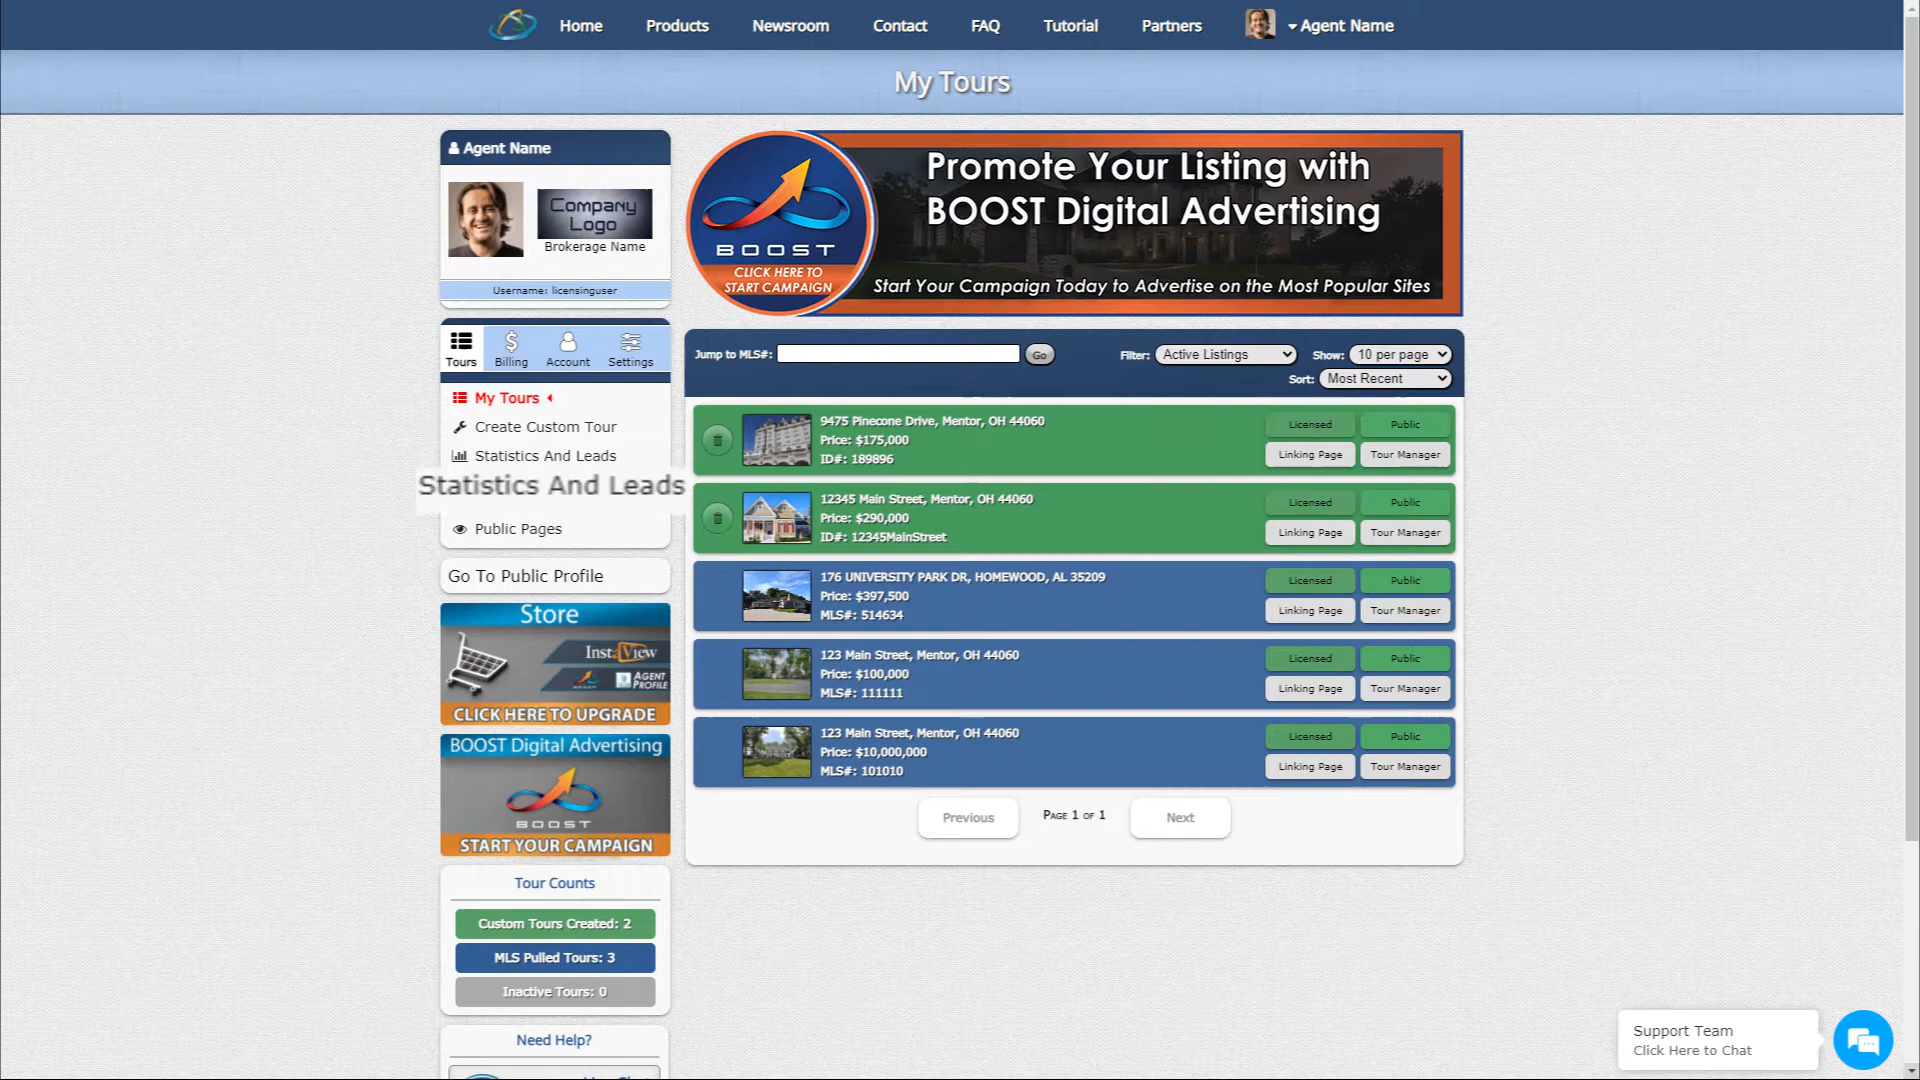 Home
Products
Newsroom
Contact
FAQ
Tutorial
Partners
Agent Name
My Tours
Agent Name
Company
Logo
Brokerage Name
Username: licensinguser
Tours
Billing
Account
Settings
My Tours
Create Custom Tour
Statistics And Leads
Statistics And Leads
Public Pages
Go To Public Profile
Store
InstaView
BOOST
AGENT
PROFILE
CLICK HERE TO UPGRADE
BOOST Digital Advertising
BOOST
START YOUR CAMPAIGN
Tour Counts
Custom Tours Created: 2
MLS Pulled Tours: 3
Inactive Tours: 0
Need Help?
Promote Your Listing with
BOOST Digital Advertising
BOOST
CLICK HERE TO
START CAMPAIGN
Start Your Campaign Today to Advertise on the Most Popular Sites
Jump to MLS#:
Go
Filter: Active Listings
Show: 10 per page
Sort: Most Recent
9475 Pinecone Drive, Mentor, OH 44060
Price: $175,000
ID#: 189896
Licensed
Public
Linking Page
Tour Manager
12345 Main Street, Mentor, OH 44060
Price: $290,000
ID#: 12345MainStreet
Licensed
Public
Linking Page
Tour Manager
176 UNIVERSITY PARK DR, HOMEWOOD, AL 35209
Price: $397,500
MLS#: 514634
Licensed
Public
Linking Page
Tour Manager
123 Main Street, Mentor, OH 44060
Price: $100,000
MLS#: 111111
Licensed
Public
Linking Page
Tour Manager
123 Main Street, Mentor, OH 44060
Price: $10,000,000
MLS#: 101010
Licensed
Public
Linking Page
Tour Manager
Previous
Page 1 of 1
Next
Support Team
Click Here to Chat